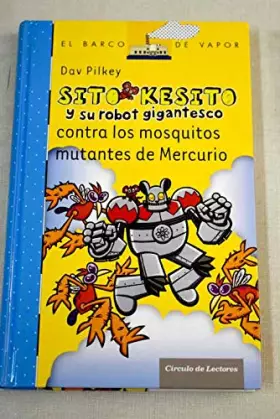 EL BARCO DE VAPOR
Dav Pilkey
SITO KESITO
y su robot gigantesco
contra los mosquitos
mutantes de Mercurio
Círculo de Lectores